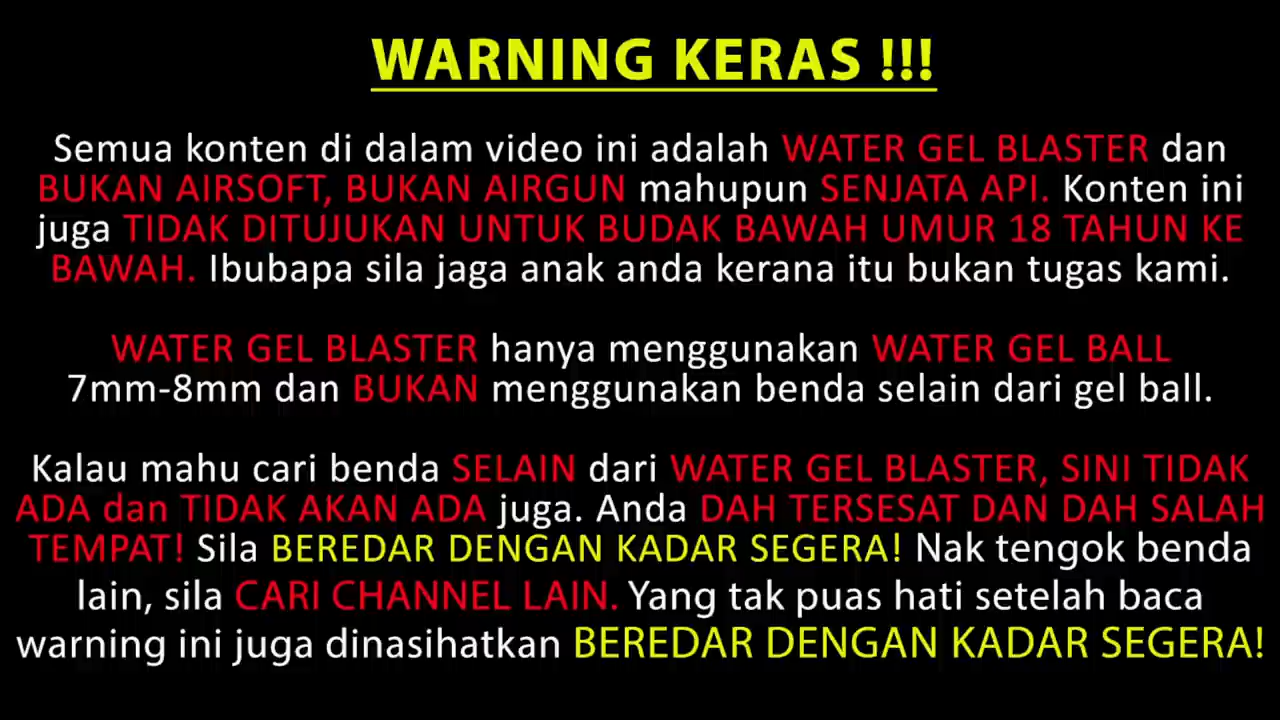 WARNING KERAS !!!
Semua konten di dalam video ini adalah WATER GEL BLASTER dan
BUKAN AIRSOFT, BUKAN AIRGUN mahupun SENJATA API. Konten ini
juga TIDAK DITUJUKAN UNTUK BUDAK BAWAH UMUR 18 TAHUN KE
BAWAH. Ibubapa sila jaga anak anda kerana itu bukan tugas kami.
WATER GEL BLASTER hanya menggunakan WATER GEL BALL
7mm-8mm dan BUKAN menggunakan benda selain dari gel ball.
Kalau mahu cari benda SELAIN dari WATER GEL BLASTER, SINI TIDAK
ADA dan TIDAK AKAN ADA juga. Anda DAH TERSESAT DAN DAH SALAH
TEMPAT! Sila BEREDAR DENGAN KADAR SEGERA! Nak tengok benda
lain, sila CARI CHANNEL LAIN. Yang tak puas hati setelah baca
warning ini juga dinasihatkan BEREDAR DENGAN KADAR SEGERA!